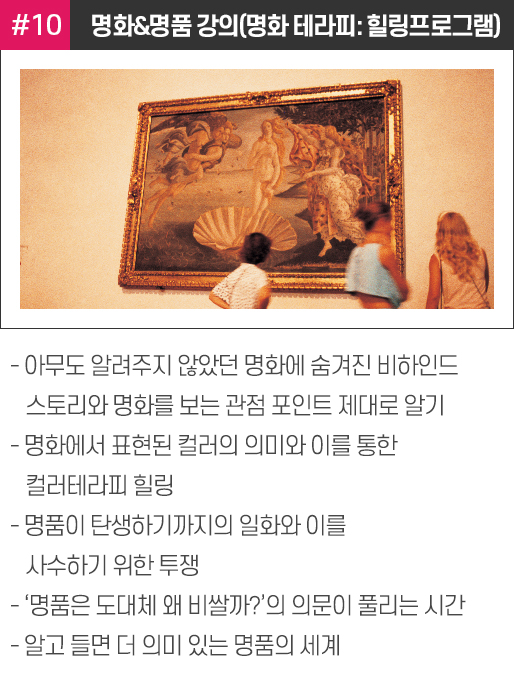 #10 명화&명품 강의(명화 테라피: 힐링프로그램)
- 아무도 알려주지 않았던 명화에 숨겨진 비하인드
스토리와 명화를 보는 관점 포인트 제대로 알기
- 명화에서 표현된 컬러의 의미와 이를 통한
컬러테라피 힐링
- 명품이 탄생하기까지의 일화와 이를
사수하기 위한 투쟁
- ‘명품은 도대체 왜 비쌀까?’의 의문이 풀리는 시간
- 알고 들면 더 의미 있는 명품의 세계